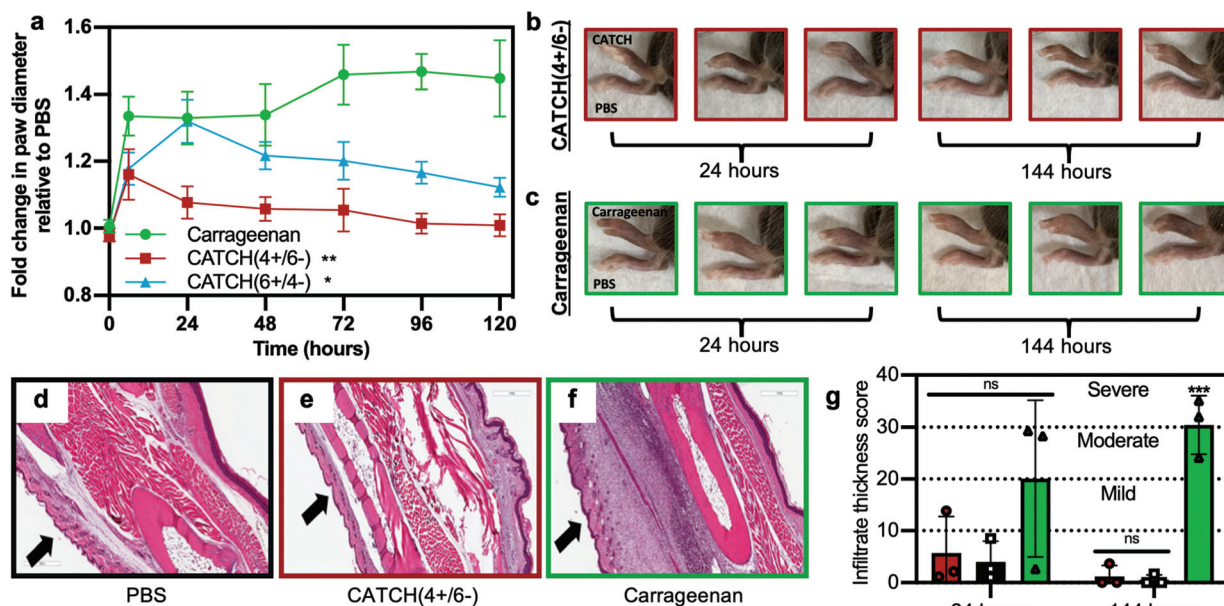 a
1.6
1.4
1.2
1.0
0.8
Fold change in paw diameter
relative to PBS
Carrageenan
CATCH(4+/6-) **
CATCH(6+/4-) *
0 24 48 72 96 120
Time (hours)
b
CATCH(4+/6-)
CATCH
PBS
24 hours
144 hours
c
Carrageenan
Carrageenan
PBS
24 hours
144 hours
d
PBS
e
CATCH(4+/6-)
f
Carrageenan
g
Infiltrate thickness score
40
30
20
10
0
ns
Severe
***
Moderate
Mild
ns